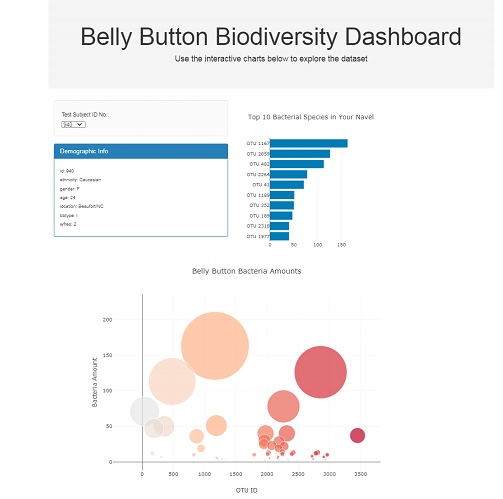 Belly Button Biodiversity Dashboard
Use the interactive charts below to explore the dataset
Test Subject ID No.:
940
Demographic Info
id: 940
ethnicity: Caucasian
gender: F
age: 24
location: Beaufort/NC
bbtype: I
wfreq: 2
Top 10 Bacterial Species in Your Navel
OTU 1167
OTU 2859
OTU 482
OTU 2264
OTU 41
OTU 1189
OTU 352
OTU 189
OTU 2318
OTU 1977
0 50 100 150
Belly Button Bacteria Amounts
Bacteria Amount
200
150
100
50
0
0 500 1000 1500 2000 2500 3000 3500
OTU ID